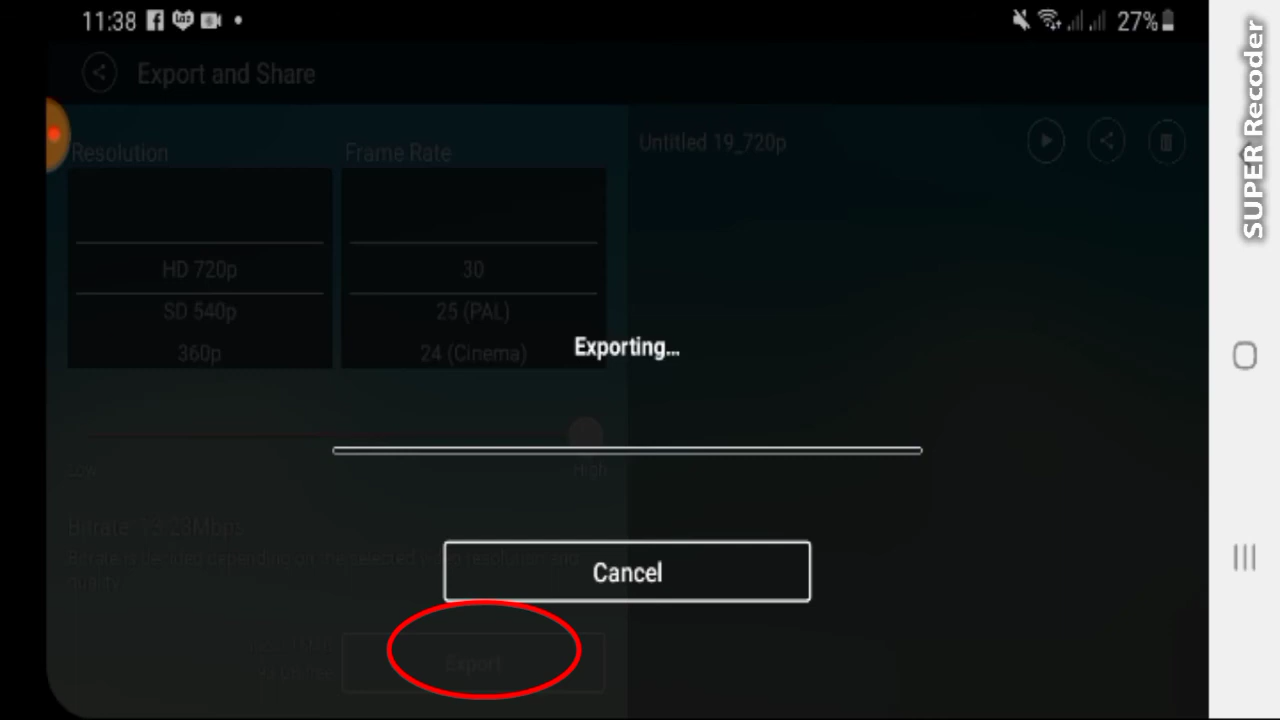 11:38
27%
SUPER Recoder
Export and Share
Resolution
Frame Rate
Untitled 19_720p
HD 720p
30
SD 540p
25 (PAL)
360p
24 (Cinema)
Exporting...
Low
High
Bitrate 13.28Mbps
Bitrate is decided depending on the selected video resolution and
quality.
Cancel
Export